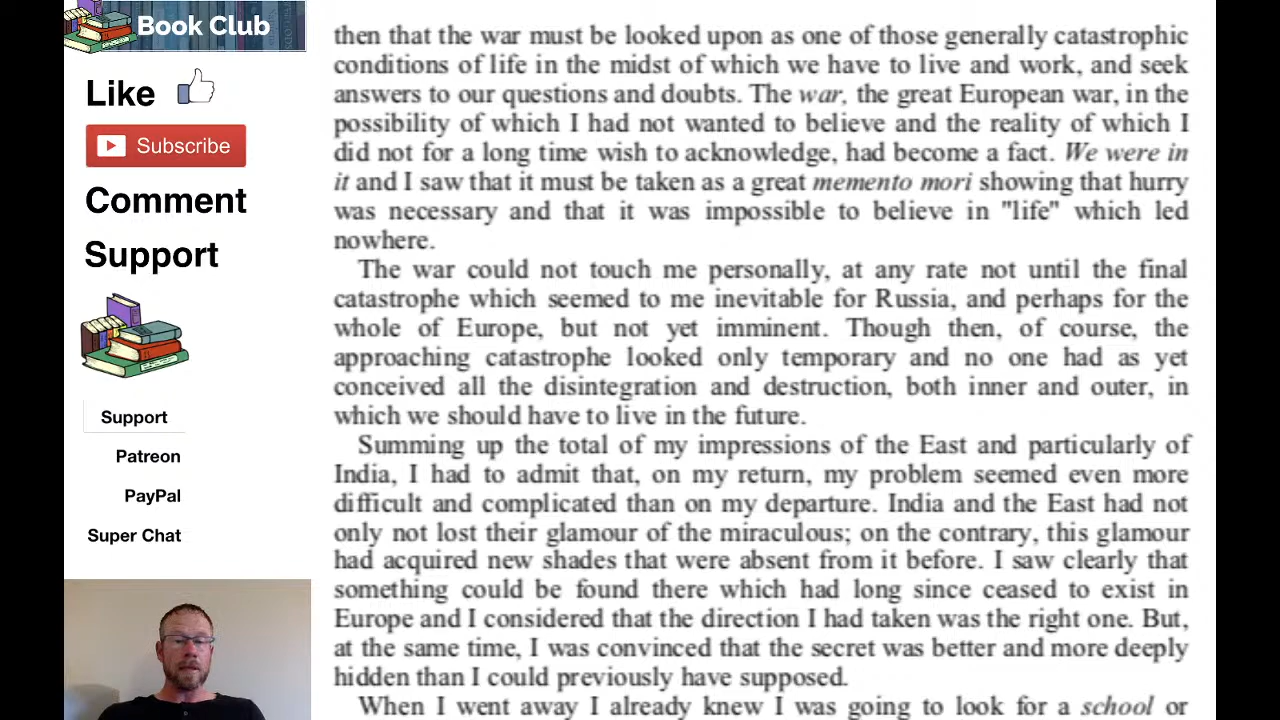 Book Club
Like
Subscribe
Comment
Support
Support
Patreon
PayPal
Super Chat
then that the war must be looked upon as one of those generally catastrophic
conditions of life in the midst of which we have to live and work, and seek
answers to our questions and doubts. The war, the great European war, in the
possibility of which I had not wanted to believe and the reality of which I
did not for a long time wish to acknowledge, had become a fact. We were in
it and I saw that it must be taken as a great memento mori showing that hurry
was necessary and that it was impossible to believe in "life" which led
nowhere.
The war could not touch me personally, at any rate not until the final
catastrophe which seemed to me inevitable for Russia, and perhaps for the
whole of Europe, but not yet imminent. Though then, of course, the
approaching catastrophe looked only temporary and no one had as yet
conceived all the disintegration and destruction, both inner and outer, in
which we should have to live in the future.
Summing up the total of my impressions of the East and particularly of
India, I had to admit that, on my return, my problem seemed even more
difficult and complicated than on my departure. India and the East had not
only not lost their glamour of the miraculous; on the contrary, this glamour
had acquired new shades that were absent from it before. I saw clearly that
something could be found there which had long since ceased to exist in
Europe and I considered that the direction I had taken was the right one. But,
at the same time, I was convinced that the secret was better and more deeply
hidden than I could previously have supposed.
When I went away I already knew I was going to look for a school or